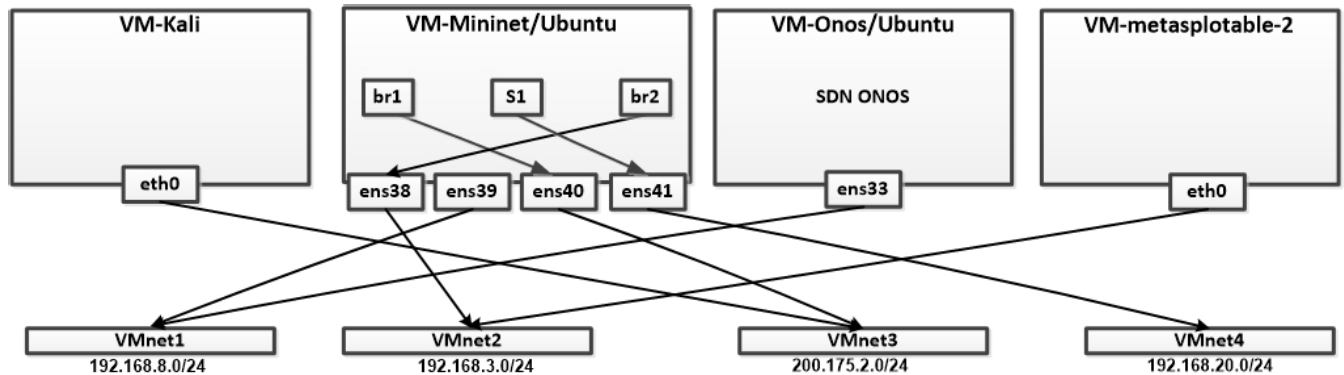 VM-Kali
VM-Mininet/Ubuntu
VM-Onos/Ubuntu
VM-metasplotable-2
br1
S1
br2
SDN ONOS
eth0
ens38
ens39
ens40
ens41
ens33
eth0
VMnet1
VMnet2
VMnet3
VMnet4
192.168.8.0/24
192.168.3.0/24
200.175.2.0/24
192.168.20.0/24